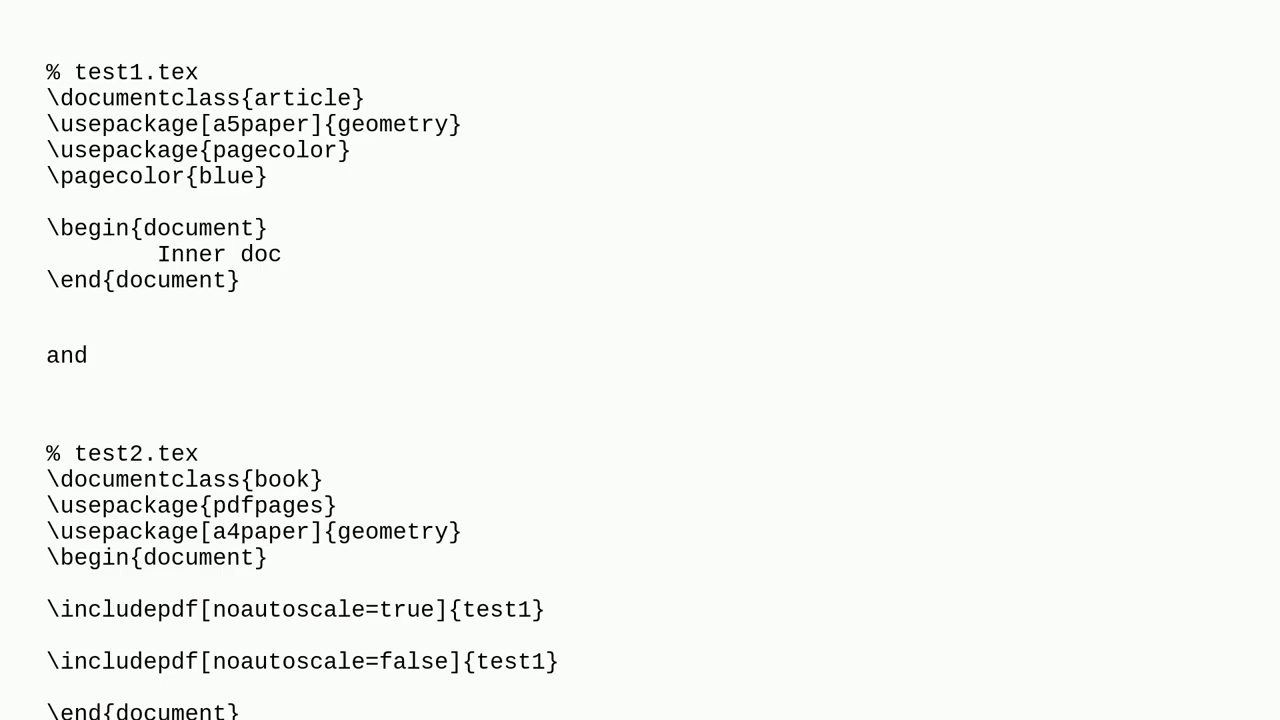 % test1.tex
\documentclass{article}
\usepackage[a5paper]{geometry}
\usepackage{pagecolor}
\pagecolor{blue}
\begin{document}
        Inner doc
\end{document}
and
% test2.tex
\documentclass{book}
\usepackage{pdfpages}
\usepackage[a4paper]{geometry}
\begin{document}
\includepdf[noautoscale=true]{test1}
\includepdf[noautoscale=false]{test1}
\end{document}